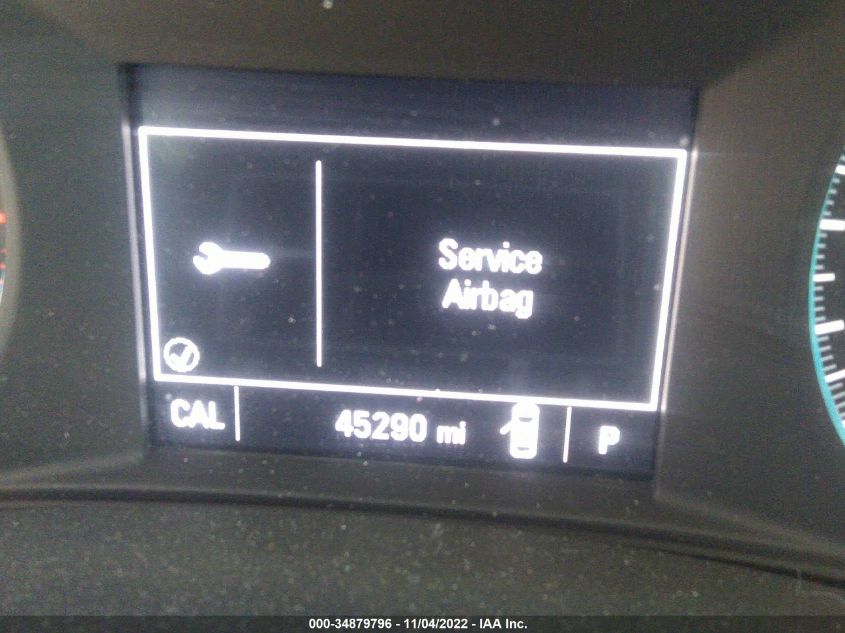 Service
Airbag
CAL 45290 mi P
000-34879796 - 11/04/2022 - IAA Inc.